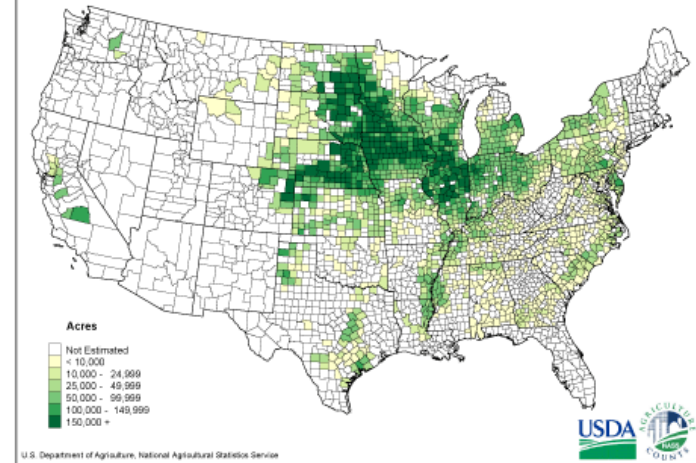 Acres
Not Estimated
< 10,000
10,000 - 24,999
25,000 - 49,999
50,000 - 99,999
100,000 - 149,999
150,000 +
U.S. Department of Agriculture, National Agricultural Statistics Service
USDA
AGRICULTURE
NASS
COUNTS